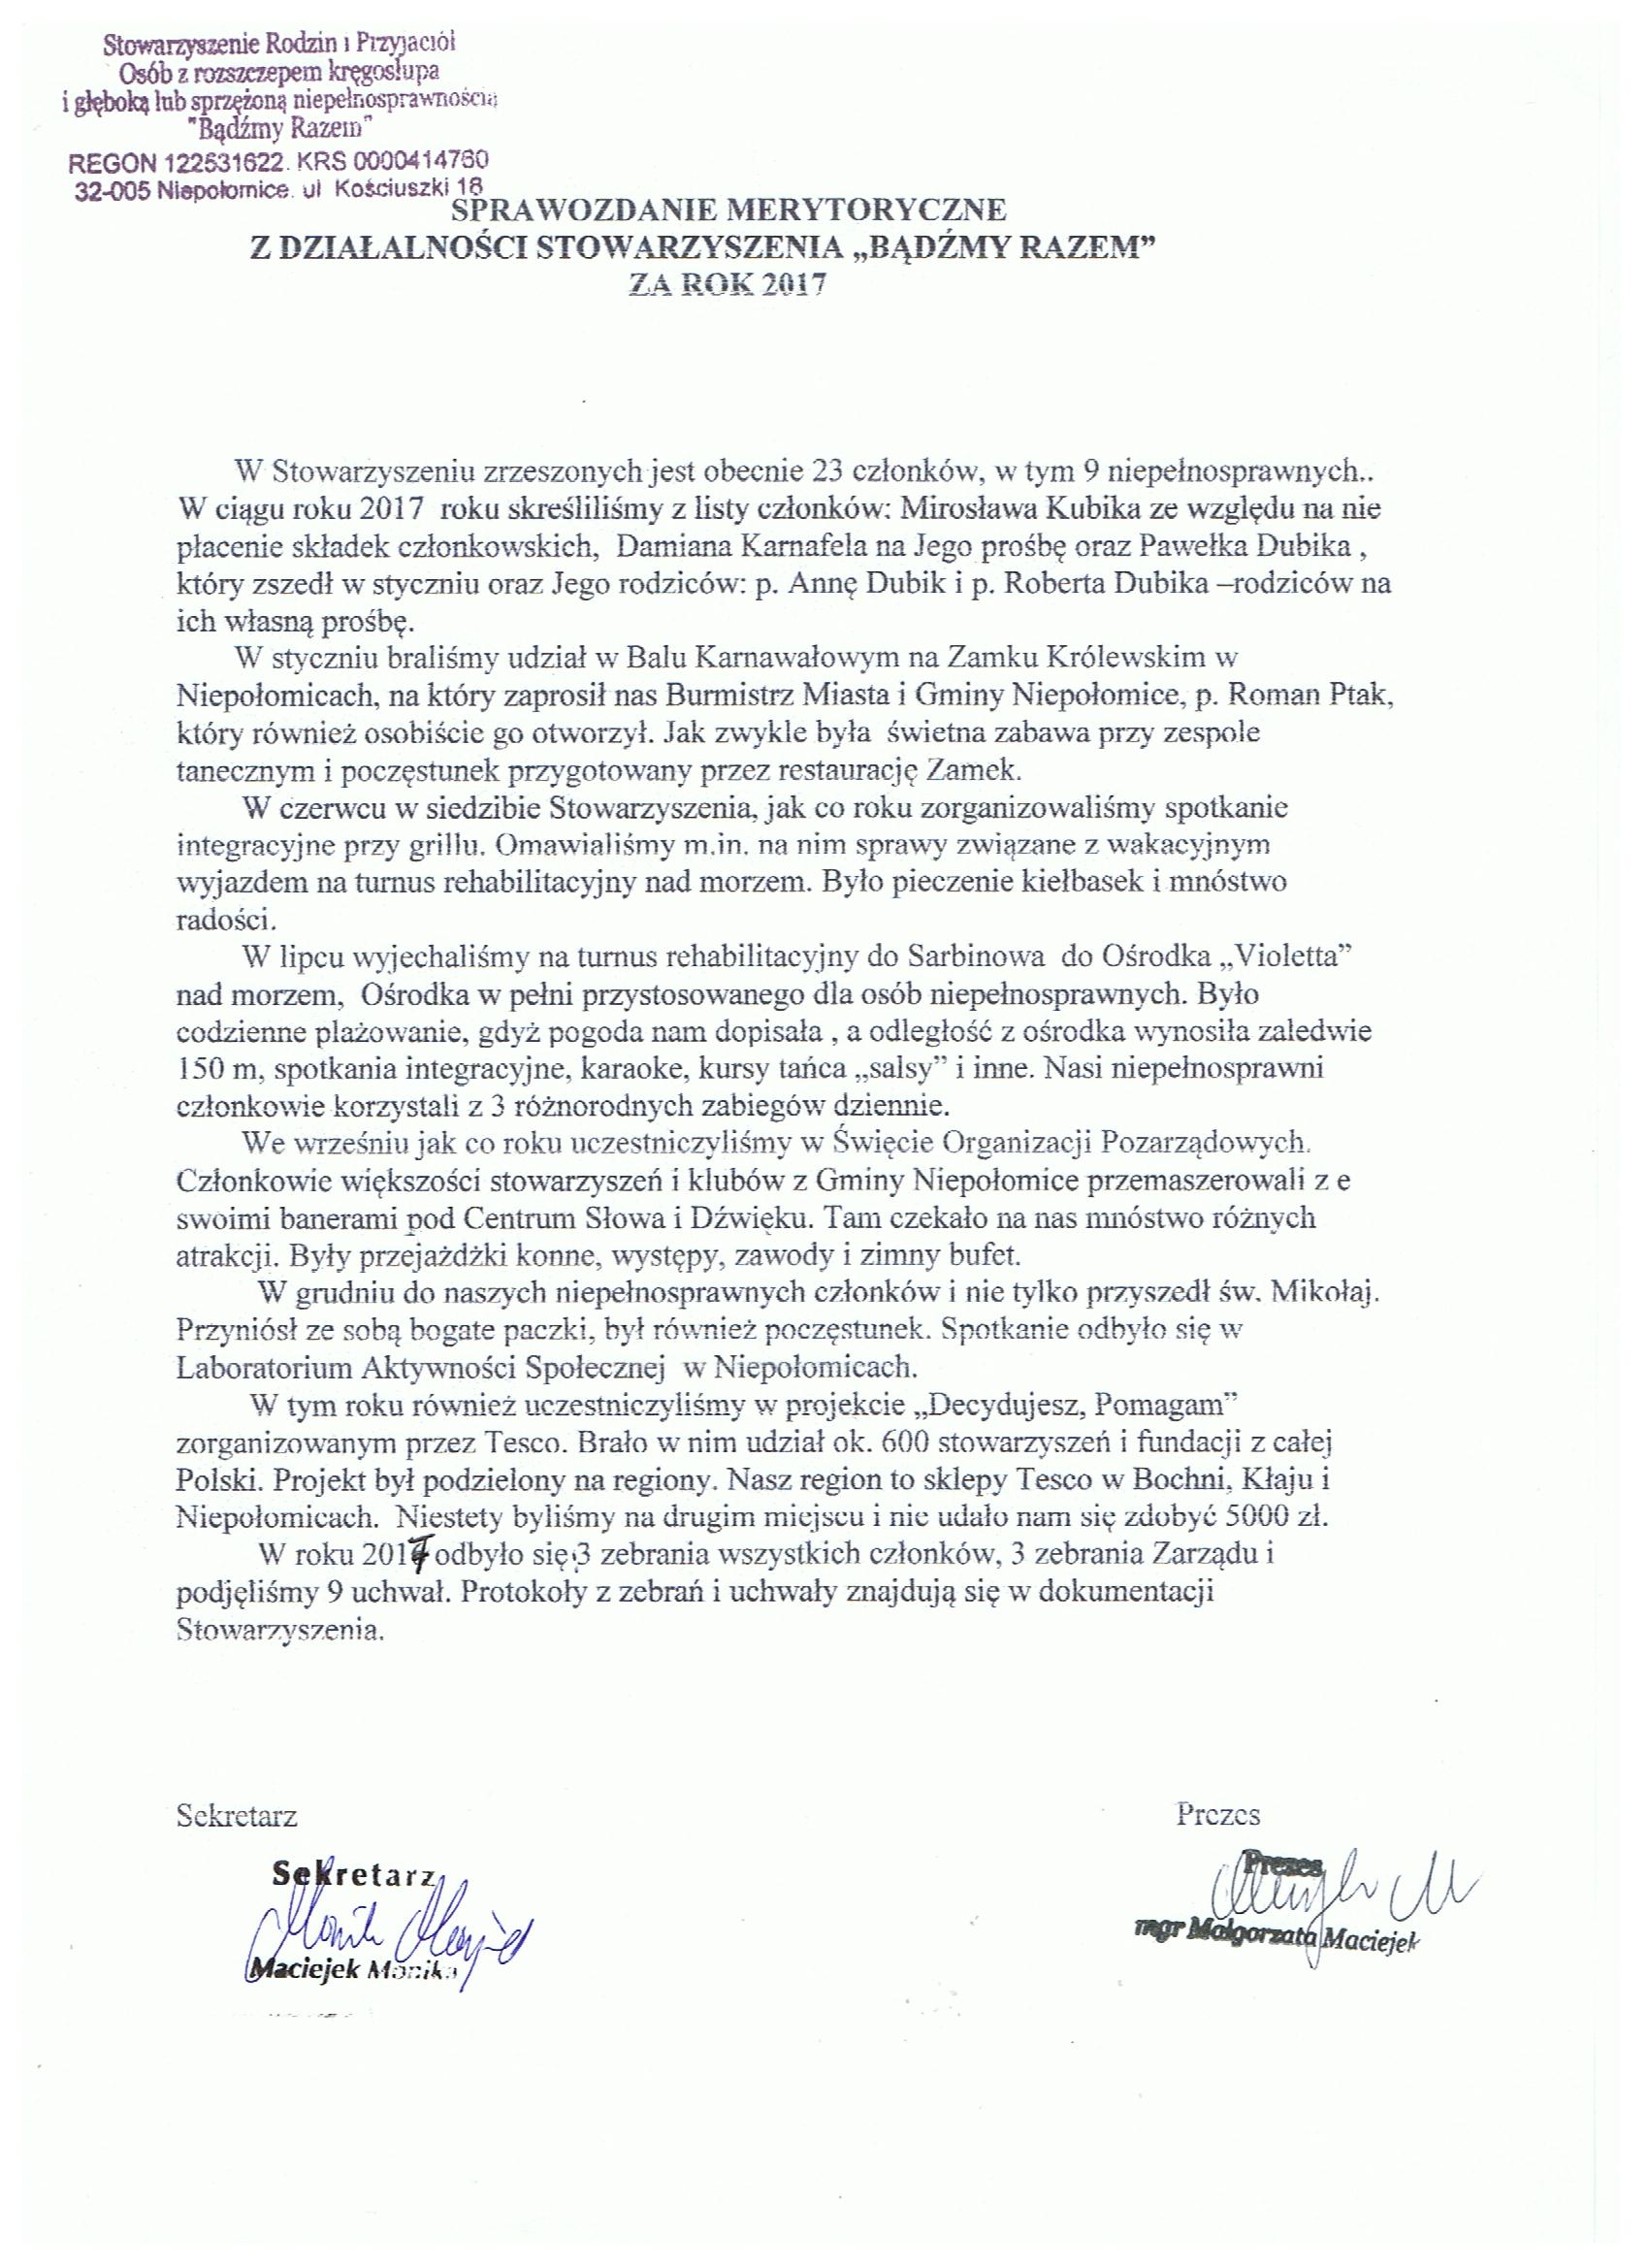 Stowarzyszenie Rodzin i Przyjaciół
Osób z rozszczepem kręgosłupa
i głęboką lub sprzężoną niepełnosprawnością
"Bądźmy Razem"
REGON 122531622. KRS 0000414760
32-005 Niepołomice. ul Kościuszki 18
SPRAWOZDANIE MERYTORYCZNE
Z DZIAŁALNOŚCI STOWARZYSZENIA „BĄDŹMY RAZEM”
ZA ROK 2017
W Stowarzyszeniu zrzeszonych jest obecnie 23 członków, w tym 9 niepełnosprawnych..
W ciągu roku 2017 roku skreśliliśmy z listy członków: Mirosława Kubika ze względu na nie
płacenie składek członkowskich, Damiana Karnafela na Jego prośbę oraz Pawełka Dubika ,
który zszedł w styczniu oraz Jego rodziców: p. Annę Dubik i p. Roberta Dubika –rodziców na
ich własną prośbę.
W styczniu braliśmy udział w Balu Karnawałowym na Zamku Królewskim w
Niepołomicach, na który zaprosił nas Burmistrz Miasta i Gminy Niepołomice, p. Roman Ptak,
który również osobiście go otworzył. Jak zwykle była świetna zabawa przy zespole
tanecznym i poczęstunek przygotowany przez restaurację Zamek.
W czerwcu w siedzibie Stowarzyszenia, jak co roku zorganizowaliśmy spotkanie
integracyjne przy grillu. Omawialiśmy m.in. na nim sprawy związane z wakacyjnym
wyjazdem na turnus rehabilitacyjny nad morzem. Było pieczenie kiełbasek i mnóstwo
radości.
W lipcu wyjechaliśmy na turnus rehabilitacyjny do Sarbinowa do Ośrodka „Violetta”
nad morzem, Ośrodka w pełni przystosowanego dla osób niepełnosprawnych. Było
codzienne plażowanie, gdyż pogoda nam dopisała , a odległość z ośrodka wynosiła zaledwie
150 m, spotkania integracyjne, karaoke, kursy tańca „salsy” i inne. Nasi niepełnosprawni
członkowie korzystali z 3 różnorodnych zabiegów dziennie.
We wrześniu jak co roku uczestniczyliśmy w Święcie Organizacji Pozarządowych.
Członkowie większości stowarzyszeń i klubów z Gminy Niepołomice przemaszerowali z e
swoimi banerami pod Centrum Słowa i Dźwięku. Tam czekało na nas mnóstwo różnych
atrakcji. Były przejażdżki konne, występy, zawody i zimny bufet.
W grudniu do naszych niepełnosprawnych członków i nie tylko przyszedł św. Mikołaj.
Przyniósł ze sobą bogate paczki, był również poczęstunek. Spotkanie odbyło się w
Laboratorium Aktywności Społecznej w Niepołomicach.
W tym roku również uczestniczyliśmy w projekcie „Decydujesz, Pomagam”
zorganizowanym przez Tesco. Brało w nim udział ok. 600 stowarzyszeń i fundacji z całej
Polski. Projekt był podzielony na regiony. Nasz region to sklepy Tesco w Bochni, Kłaju i
Niepołomicach. Niestety byliśmy na drugim miejscu i nie udało nam się zdobyć 5000 zł.
W roku 2017 odbyło się 3 zebrania wszystkich członków, 3 zebrania Zarządu i
podjęliśmy 9 uchwał. Protokoły z zebrań i uchwały znajdują się w dokumentacji
Stowarzyszenia.
Sekretarz Prezes
Sekretarz Prezes
Maciejek Monika mgr Małgorzata Maciejek